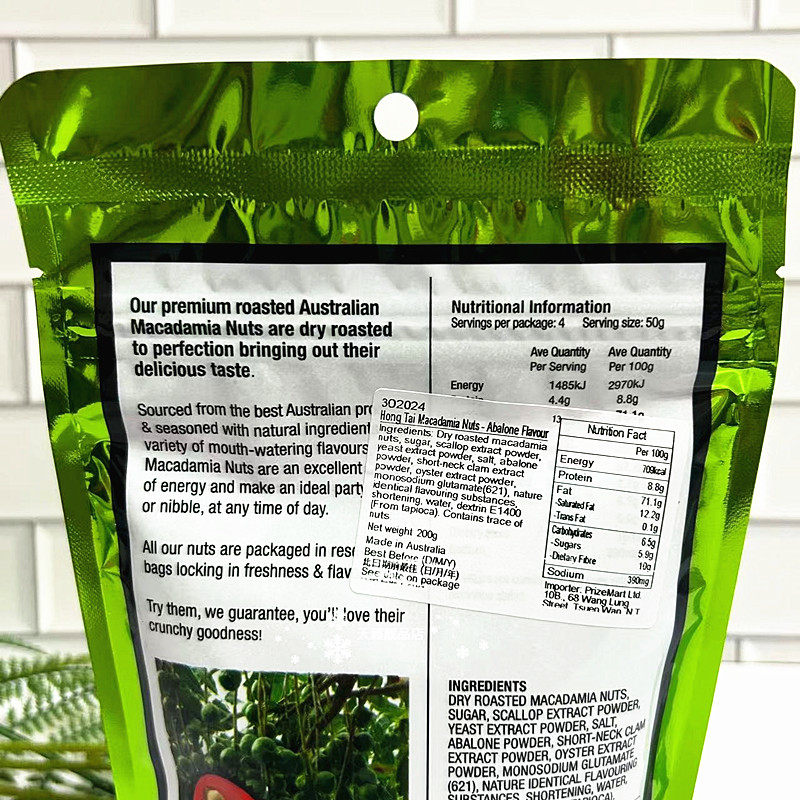 Our premium roasted Australian
Macadamia Nuts are dry roasted
to perfection bringing out their
delicious taste.
Sourced from the best Australian
& seasoned with natural
variety of mouth-watering flavours
Macadamia Nuts are an excellent
of energy and make an ideal
or nibble, at any time of day.
All our nuts are packaged in
bags locking in freshness &
Try them, we guarantee, you'll love their
crunchy goodness!
Nutritional Information
Servings per package: 4 Serving size: 50g
Ave Quantity Ave Quantity
Per Serving Per 100g
Energy 1485kJ 2970kJ
4.4g 8.8g
302024
Hong Tai Macadamia Nuts - Abalone Flavour
Ingredients: Dry roasted macadamia
nuts, sugar, scallop extract powder,
yeast extract powder, salt, abalone
powder, short-neck clam extract
powder, oyster extract powder,
monosodium glutamate(621), nature
identical flavouring substances,
shortening, water, dextrin E1400
(From tapioca). Contains trace of
nuts
Net weight 200g
Made in Australia
Best Before (D/M/Y)
(日/月/年)
See date on package
13
Nutrition Fact
Per 100g
Energy 709kcal
Protein 8.8g
Fat 71.1g
-Saturated Fat 12.2g
-Trans Fat 0.1g
Carbohydrates 6.5g
-Sugars 5.9g
-Dietary Fibre 10g
Sodium 390mg
Importer: PrizeMart Ltd.
10B, 68 Wang Lung
Street, Tsuen Wan, N.T
INGREDIENTS
DRY ROASTED MACADAMIA NUTS,
SUGAR, SCALLOP EXTRACT POWDER,
YEAST EXTRACT POWDER, SALT,
ABALONE POWDER, SHORT-NECK CLAM
EXTRACT POWDER, OYSTER EXTRACT
POWDER, MONOSODIUM GLUTAMATE
(621), NATURE IDENTICAL FLAVOURING
SUBSTANCES, SHORTENING, WATER,